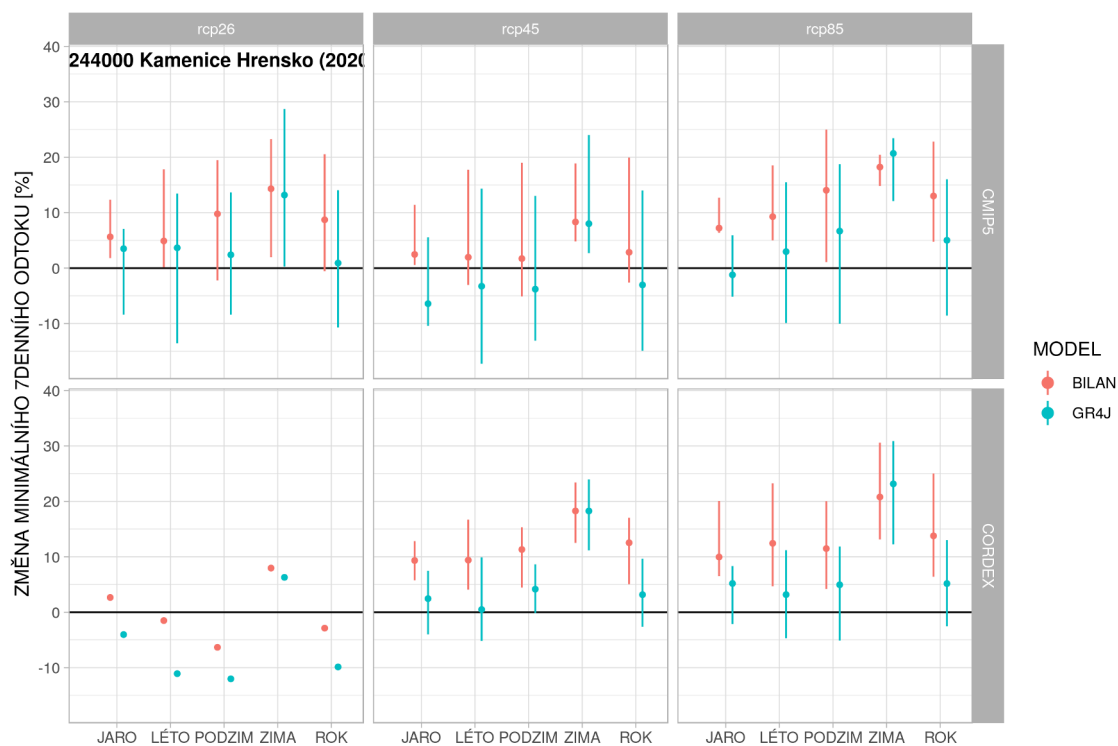 rcp26
rcp45
rcp85
244000 Kamenice Hrensko (2020
ZMĚNA MINIMÁLNÍHO 7DENNÍHO ODTOKU [%]
40
30
20
10
0
-10
CMIP5
40
30
20
10
0
-10
CORDEX
JARO LÉTO PODZIM ZIMA ROK
JARO LÉTO PODZIM ZIMA ROK
JARO LÉTO PODZIM ZIMA ROK
MODEL
BILAN
GR4J